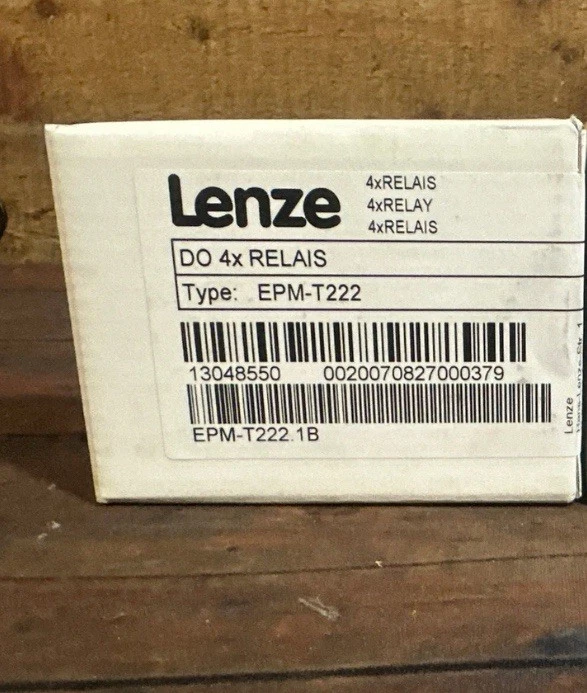 Lenze
4xRELAIS
4xRELAY
4xRELAIS
DO 4x RELAIS
Type: EPM-T222
13048550 0020070827000379
EPM-T222.1B
Lenze